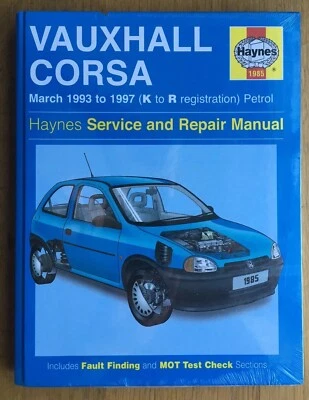 VAUXHALL
CORSA
Haynes
1985
March 1993 to 1997 (K to R registration) Petrol
Haynes Service and Repair Manual
1985
Includes Fault Finding and MOT Test Check Sections